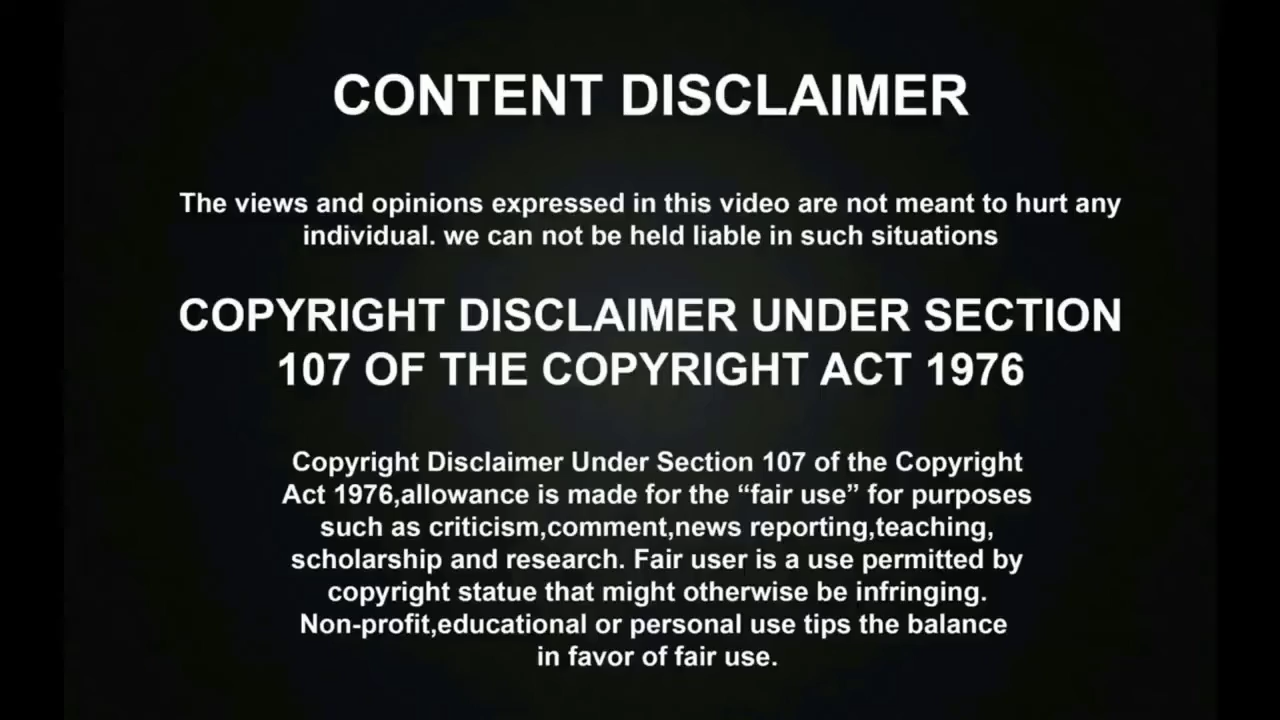 CONTENT DISCLAIMER
The views and opinions expressed in this video are not meant to hurt any
individual. we can not be held liable in such situations
COPYRIGHT DISCLAIMER UNDER SECTION
107 OF THE COPYRIGHT ACT 1976
Copyright Disclaimer Under Section 107 of the Copyright
Act 1976,allowance is made for the “fair use” for purposes
such as criticism,comment,news reporting,teaching,
scholarship and research. Fair user is a use permitted by
copyright statue that might otherwise be infringing.
Non-profit,educational or personal use tips the balance
in favor of fair use.